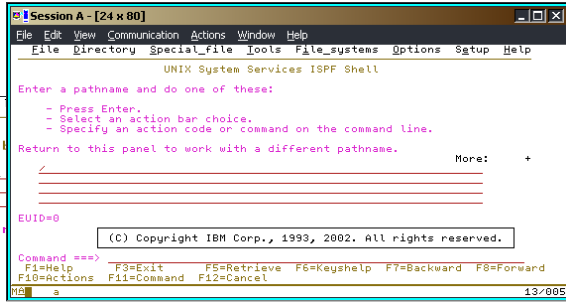 Session A - [24 x 80]
File Edit View Communication Actions Window Help
File Directory Special_file Tools File_systems Options Setup Help
UNIX System Services ISPF Shell
Enter a pathname and do one of these:
- Press Enter.
- Select an action bar choice.
- Specify an action code or command on the command line.
Return to this panel to work with a different pathname.
More: +
/
EUID=0
(C) Copyright IBM Corp., 1993, 2002. All rights reserved.
Command ===>
F1=Help F3=Exit F5=Retrieve F6=Keyshelp F7=Backward F8=Forward
F10=Actions F11=Command F12=Cancel
MA a 13/005